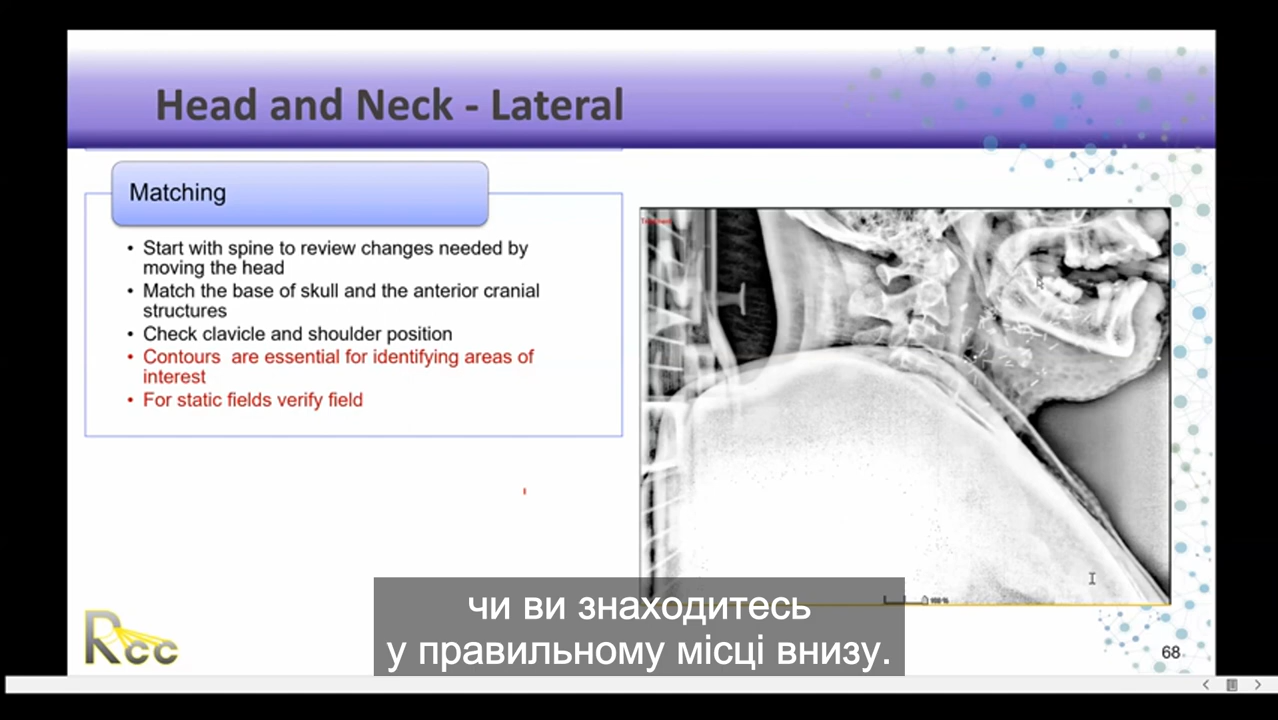 Head and Neck - Lateral
Matching
• Start with spine to review changes needed by
moving the head
• Match the base of skull and the anterior cranial
structures
• Check clavicle and shoulder position
• Contours are essential for identifying areas of
interest
• For static fields verify field
чи ви знаходитесь
у правильному місці внизу.
Rcc
68